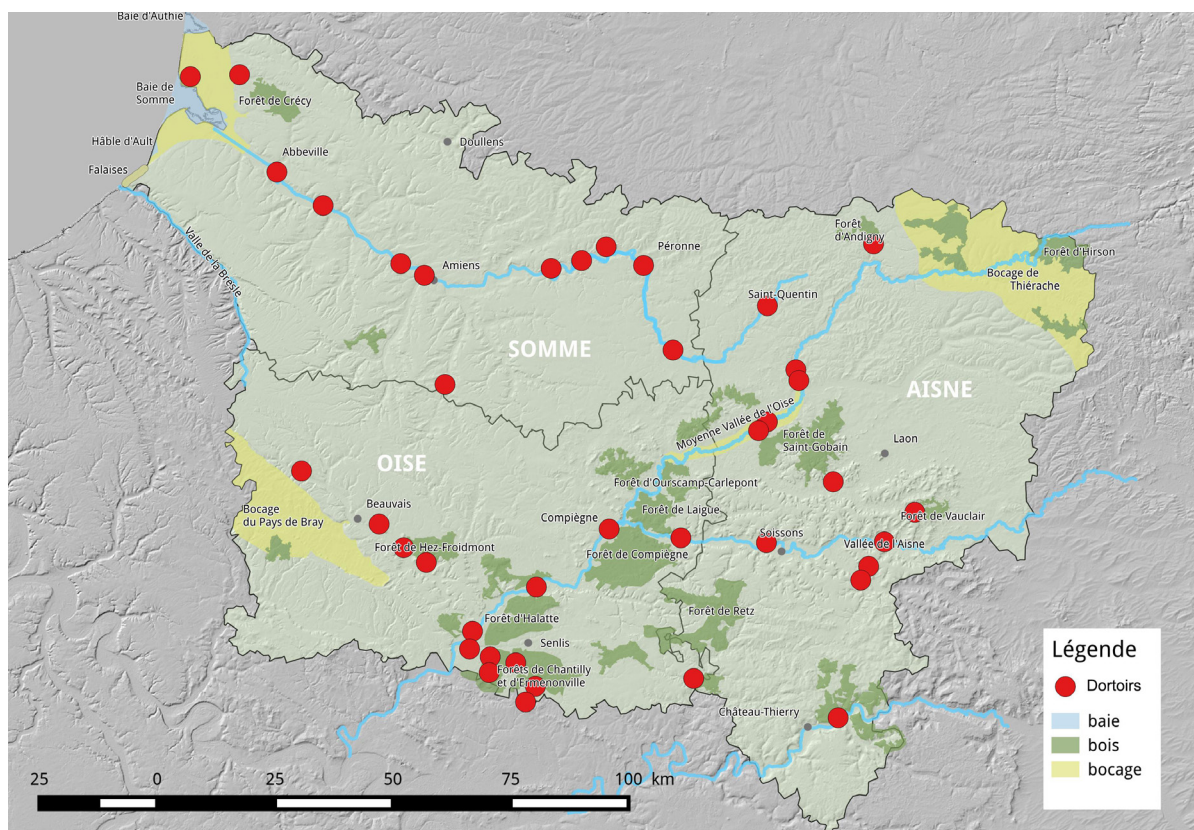 Baie d'Authie
Baie de
Somme
Forêt de Crécy
Hâble d'Ault
Abbeville
Doullens
Falaises
Valle de la Bresle
Amiens
Péronne
Forêt
d'Andigny
Forêt d'Hirson
Bocage de
Thiérache
Saint-Quentin
SOMME
AISNE
Moyenne Vallée de l'Oise
Forêt de
Saint-Gobain
Laon
OISE
Beauvais
Bocage
du Pays de Bray
Forêt d'Ourscamp-Carlepont
Forêt de Laigue
Compiègne
Forêt de Vauclair
Soissons
Vallée de l'Aisne
Forêt de Hez-Froidmont
Forêt de Compiègne
Forêt d'Halatte
Forêt de Retz
Senlis
Forêts de Chantilly
et d'Ermenonville
Château-Thierry
Légende
Dortoirs
baie
bois
bocage
25 0 25 50 75 100 km